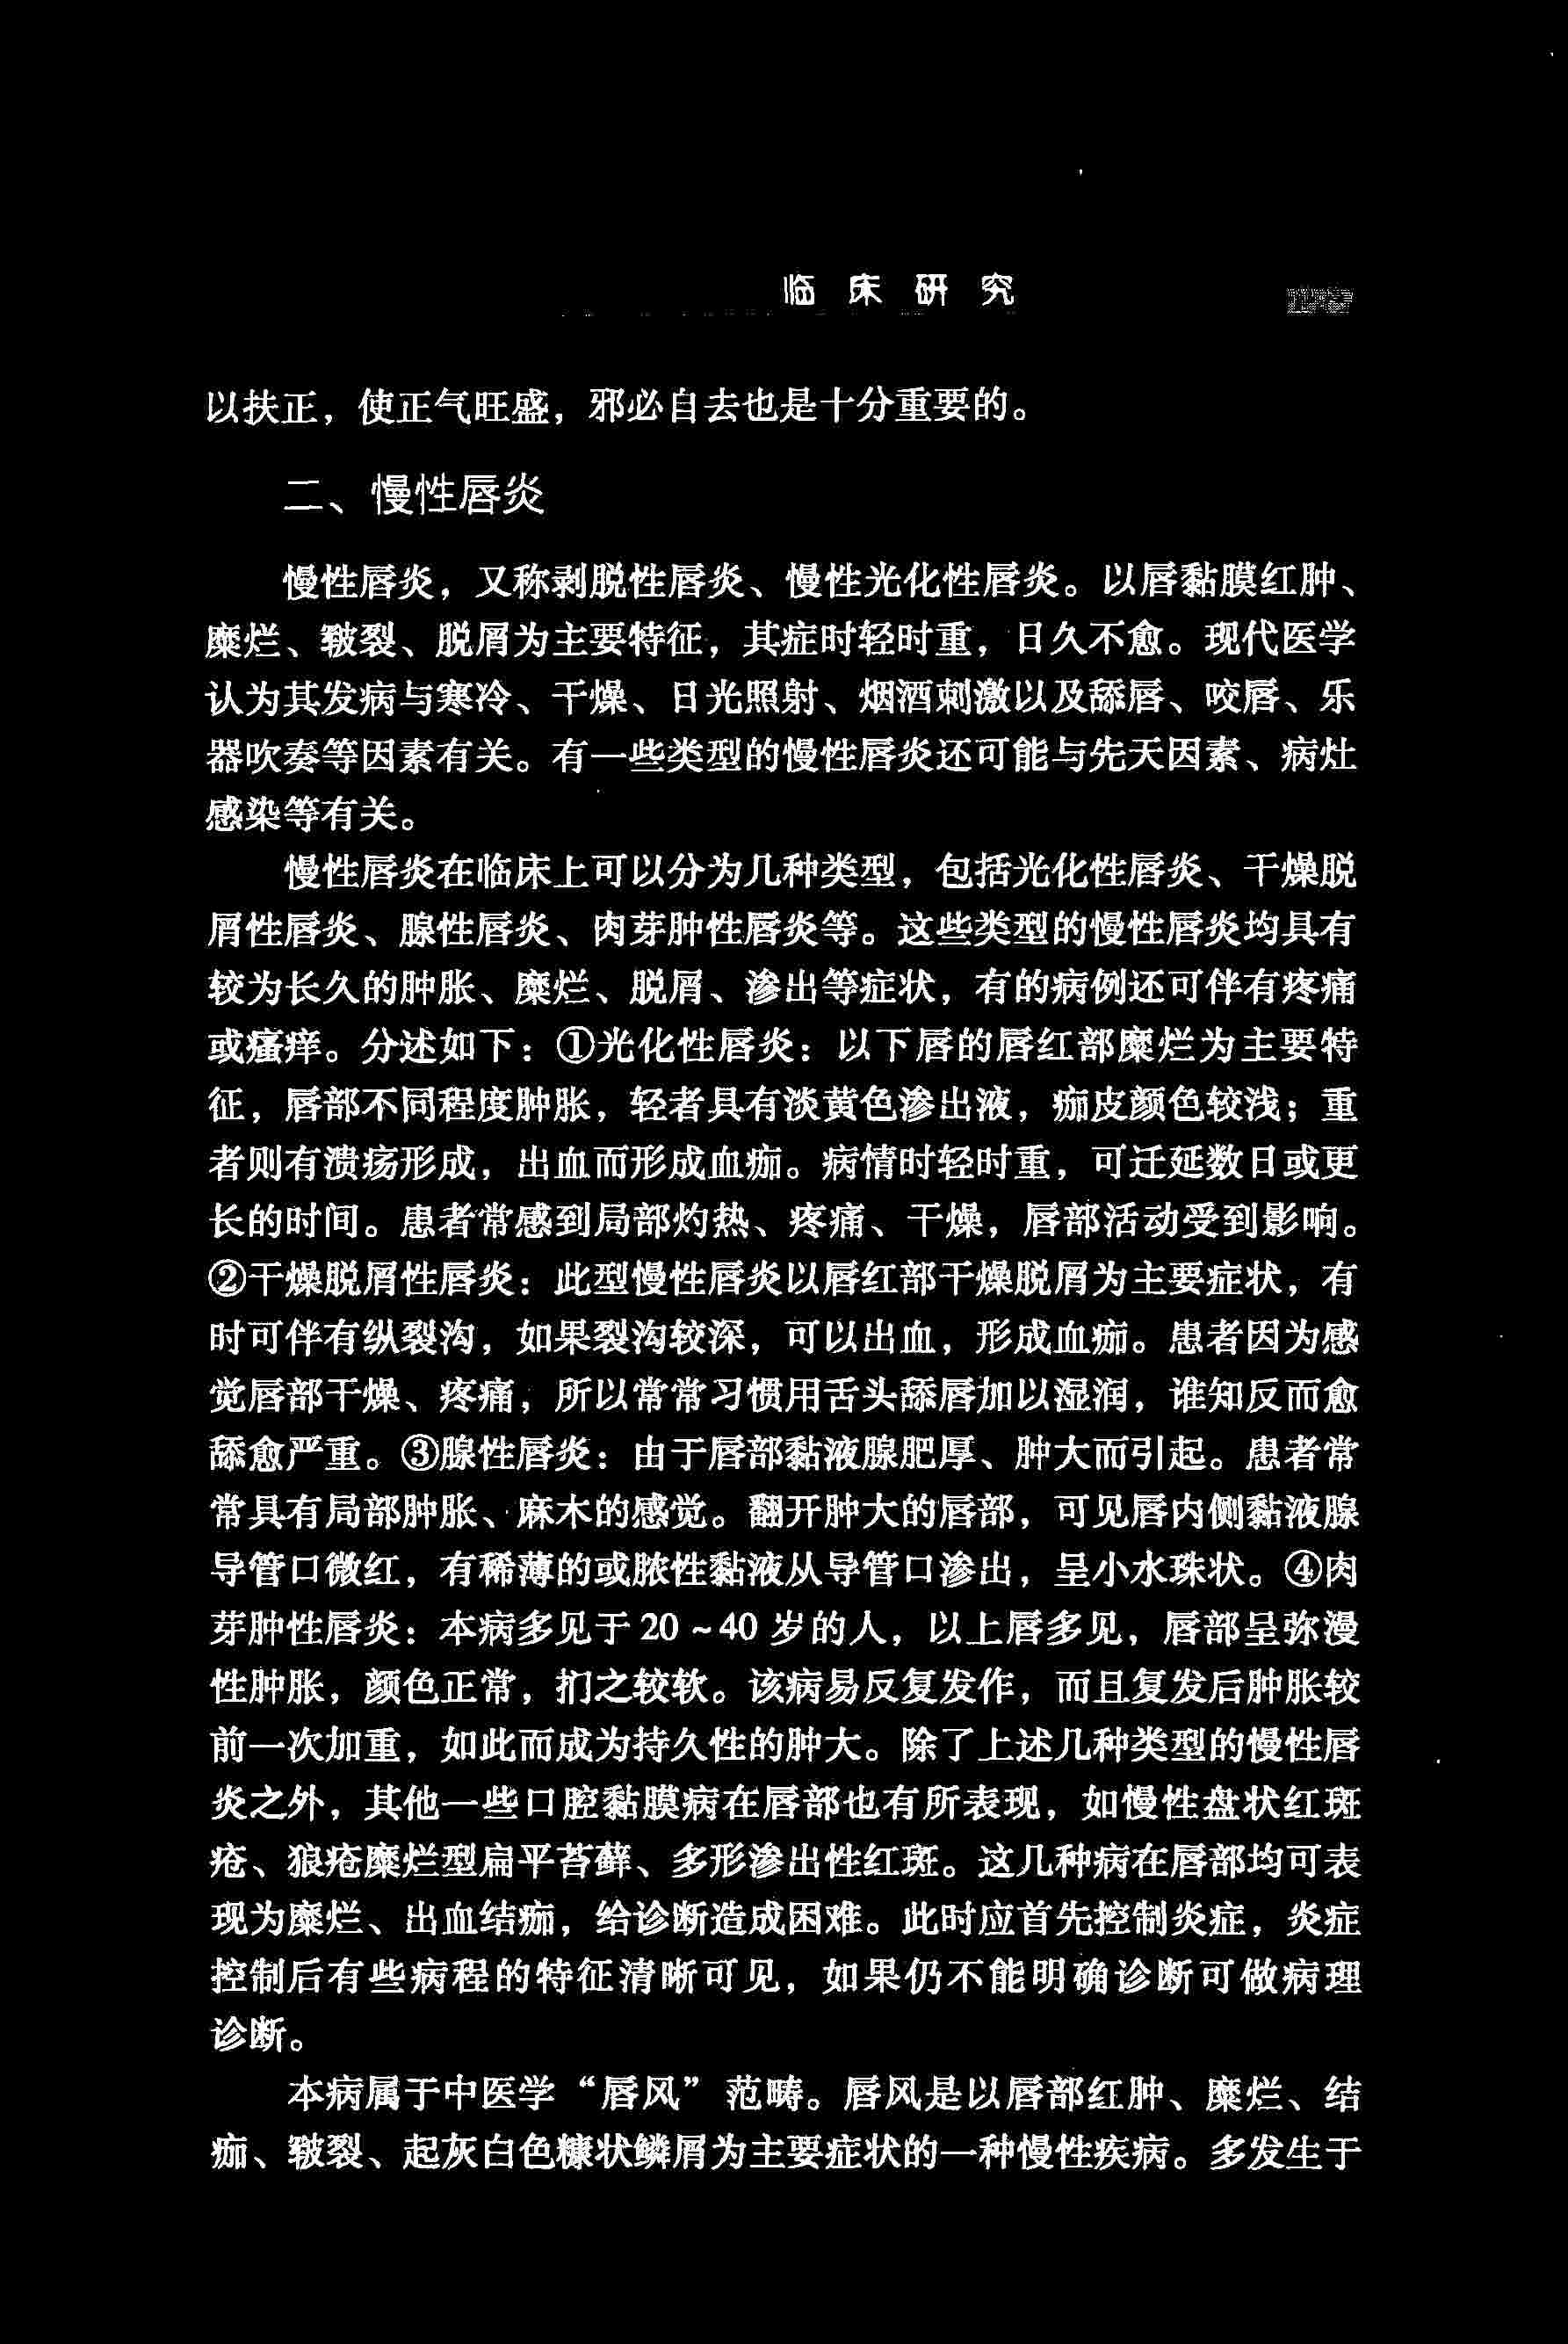 临床研究
以扶正，使正气旺盛，邪必自去也是十分重要的。
二、慢性唇炎
慢性唇炎，又称剥脱性唇炎、慢性光化性唇炎。以唇黏膜红肿、
糜烂、皲裂、脱屑为主要特征，其症时轻时重，日久不愈。现代医学
认为其发病与寒冷、干燥、日光照射、烟酒刺激以及舔唇、咬唇、乐
器吹奏等因素有关。有一些类型的慢性唇炎还可能与先天因素、病灶
感染等有关。
慢性唇炎在临床上可以分为几种类型，包括光化性唇炎、干燥脱
屑性唇炎、腺性唇炎、肉芽肿性唇炎等。这些类型的慢性唇炎均具有
较为长久的肿胀、糜烂、脱屑、渗出等症状，有的病例还可伴有疼痛
或瘙痒。分述如下：①光化性唇炎：以下唇的唇红部糜烂为主要特
征，唇部不同程度肿胀，轻者具有淡黄色渗出液，痂皮颜色较浅；重
者则有溃疡形成，出血而形成血痂。病情时轻时重，可迁延数日或更
长的时间。患者常感到局部灼热、疼痛、干燥，唇部活动受到影响。
②干燥脱屑性唇炎：此型慢性唇炎以唇红部干燥脱屑为主要症状，有
时可伴有纵裂沟，如果裂沟较深，可以出血，形成血痂。患者因为感
觉唇部干燥、疼痛，所以常常习惯用舌头舔唇加以湿润，谁知反而愈
舔愈严重。③腺性唇炎：由于唇部黏液腺肥厚、肿大而引起。患者常
常具有局部肿胀、麻木的感觉。翻开肿大的唇部，可见唇内侧黏液腺
导管口微红，有稀薄的或脓性黏液从导管口渗出，呈小水珠状。④肉
芽肿性唇炎：本病多见于20~40岁的人，以上唇多见，唇部呈弥漫
性肿胀，颜色正常，扪之较软。该病易反复发作，而且复发后肿胀较
前一次加重，如此而成为持久性的肿大。除了上述几种类型的慢性唇
炎之外，其他一些口腔黏膜病在唇部也有所表现，如慢性盘状红斑
疮、狼疮糜烂型扁平苔藓、多形渗出性红斑。这几种病在唇部均可表
现为糜烂、出血结痂，给诊断造成困难。此时应首先控制炎症，炎症
控制后有些病程的特征清晰可见，如果仍不能明确诊断可做病理
诊断。
本病属于中医学“唇风”范畴。唇风是以唇部红肿、糜烂、结
痂、皲裂、起灰白色糠状鳞屑为主要症状的一种慢性疾病。多发生于